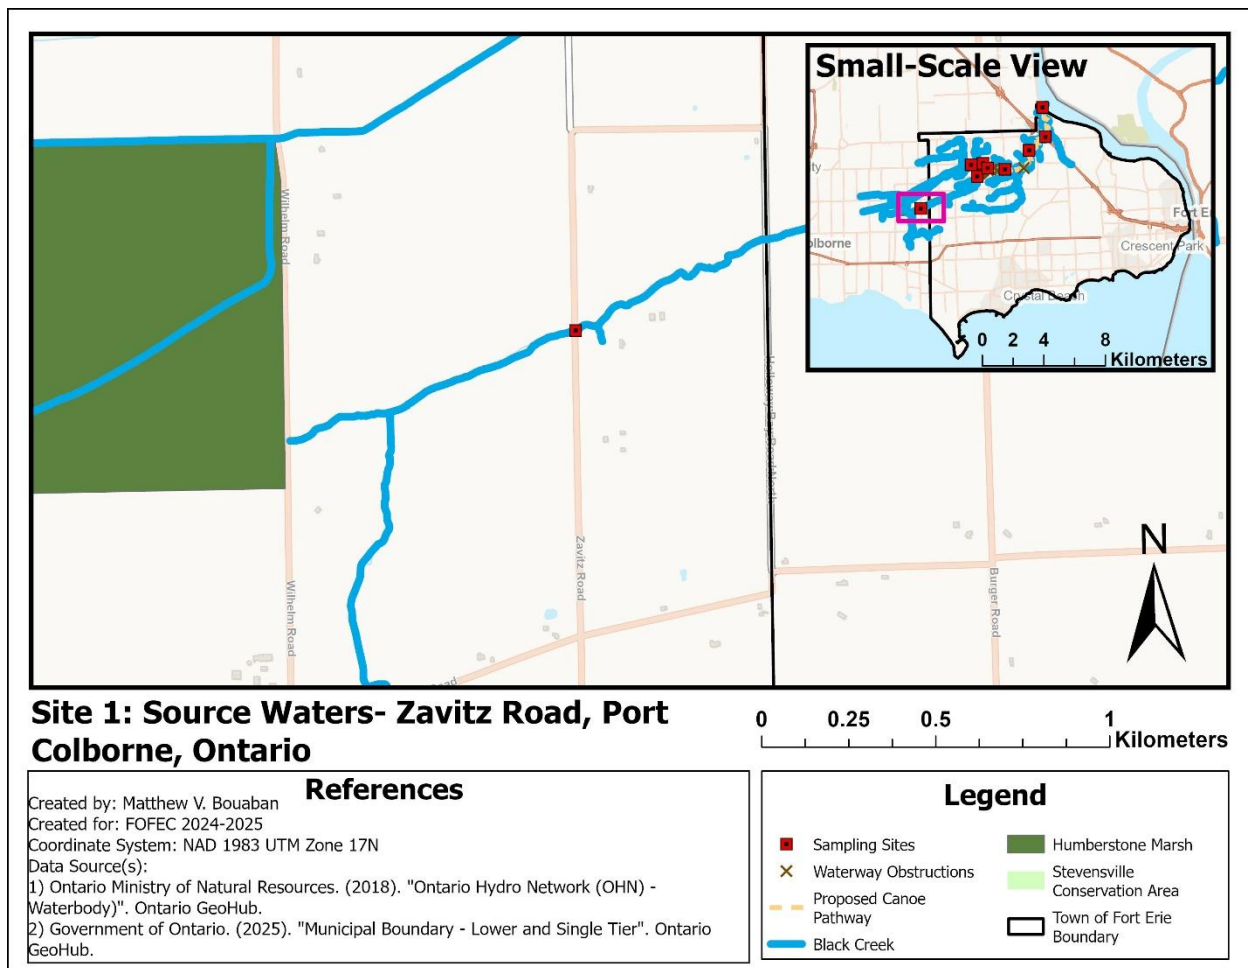 Small-Scale View
Fort E
Crescent Park
olborne
Crystal Beach
0 2 4 8
Kilometers
Wilhelm Road
Zavitz Road
Wilhelm Road
Burger Road
N
Site 1: Source Waters- Zavitz Road, Port
Colborne, Ontario
0 0.25 0.5 1
Kilometers
References
Created by: Matthew V. Bouaban
Created for: FOFEC 2024-2025
Coordinate System: NAD 1983 UTM Zone 17N
Data Source(s):
1) Ontario Ministry of Natural Resources. (2018). "Ontario Hydro Network (OHN) -
Waterbody)". Ontario GeoHub.
2) Government of Ontario. (2025). "Municipal Boundary - Lower and Single Tier". Ontario
GeoHub.
Legend
Sampling Sites
Waterway Obstructions
Proposed Canoe
Pathway
Black Creek
Humberstone Marsh
Stevensville
Conservation Area
Town of Fort Erie
Boundary